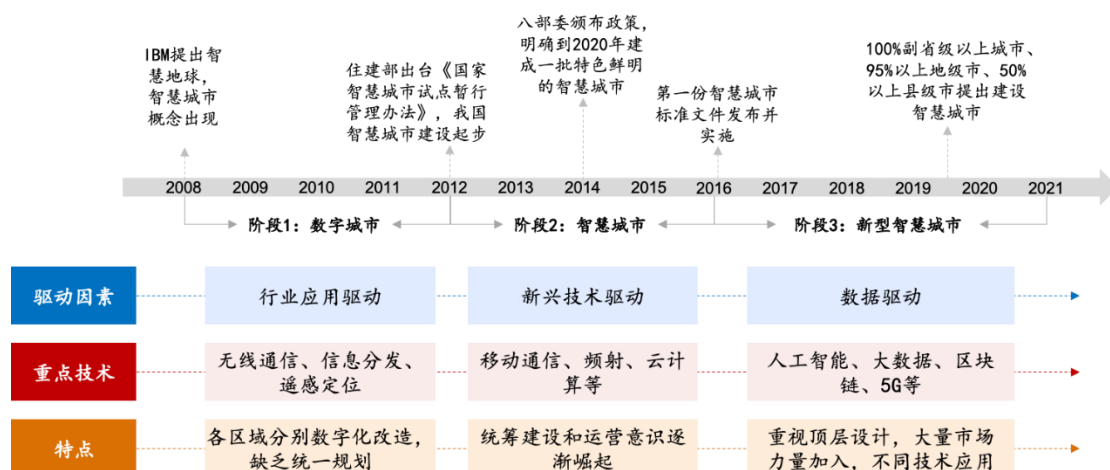 IBM提出智
慧地球，
智慧城市
概念出现
住建部出台《国家
智慧城市试点暂行
管理办法》，我国
智慧城市建设起步
八部委颁布政策，
明确到2020年建
成一批特色鲜明
的智慧城市
第一份智慧城市
标准文件发布并
实施
100%副省级以上城市、
95%以上地级市、50%
以上县级市提出建设
智慧城市
2008 2009 2010 2011 2012 2013 2014 2015 2016 2017 2018 2019 2020 2021
阶段1：数字城市 阶段2：智慧城市 阶段3：新型智慧城市
驱动因素 行业应用驱动 新兴技术驱动 数据驱动
重点技术
无线通信、信息分发、
遥感定位
移动通信、频射、云计
算等
人工智能、大数据、区块
链、5G等
特点
各区域分别数字化改造，
缺乏统一规划
统筹建设和运营意识逐
渐崛起
重视顶层设计，大量市场
力量加入，不同技术应用